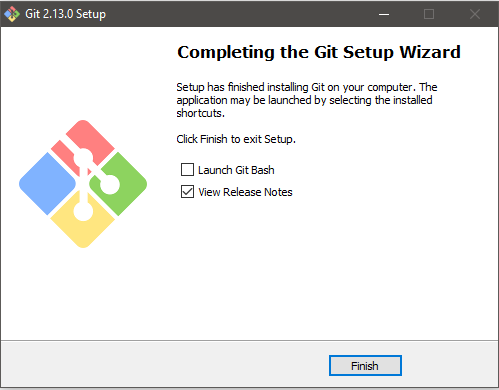 Git 2.13.0 Setup
Completing the Git Setup Wizard
Setup has finished installing Git on your computer. The
application may be launched by selecting the installed
shortcuts.
Click Finish to exit Setup.
Launch Git Bash
View Release Notes
Finish